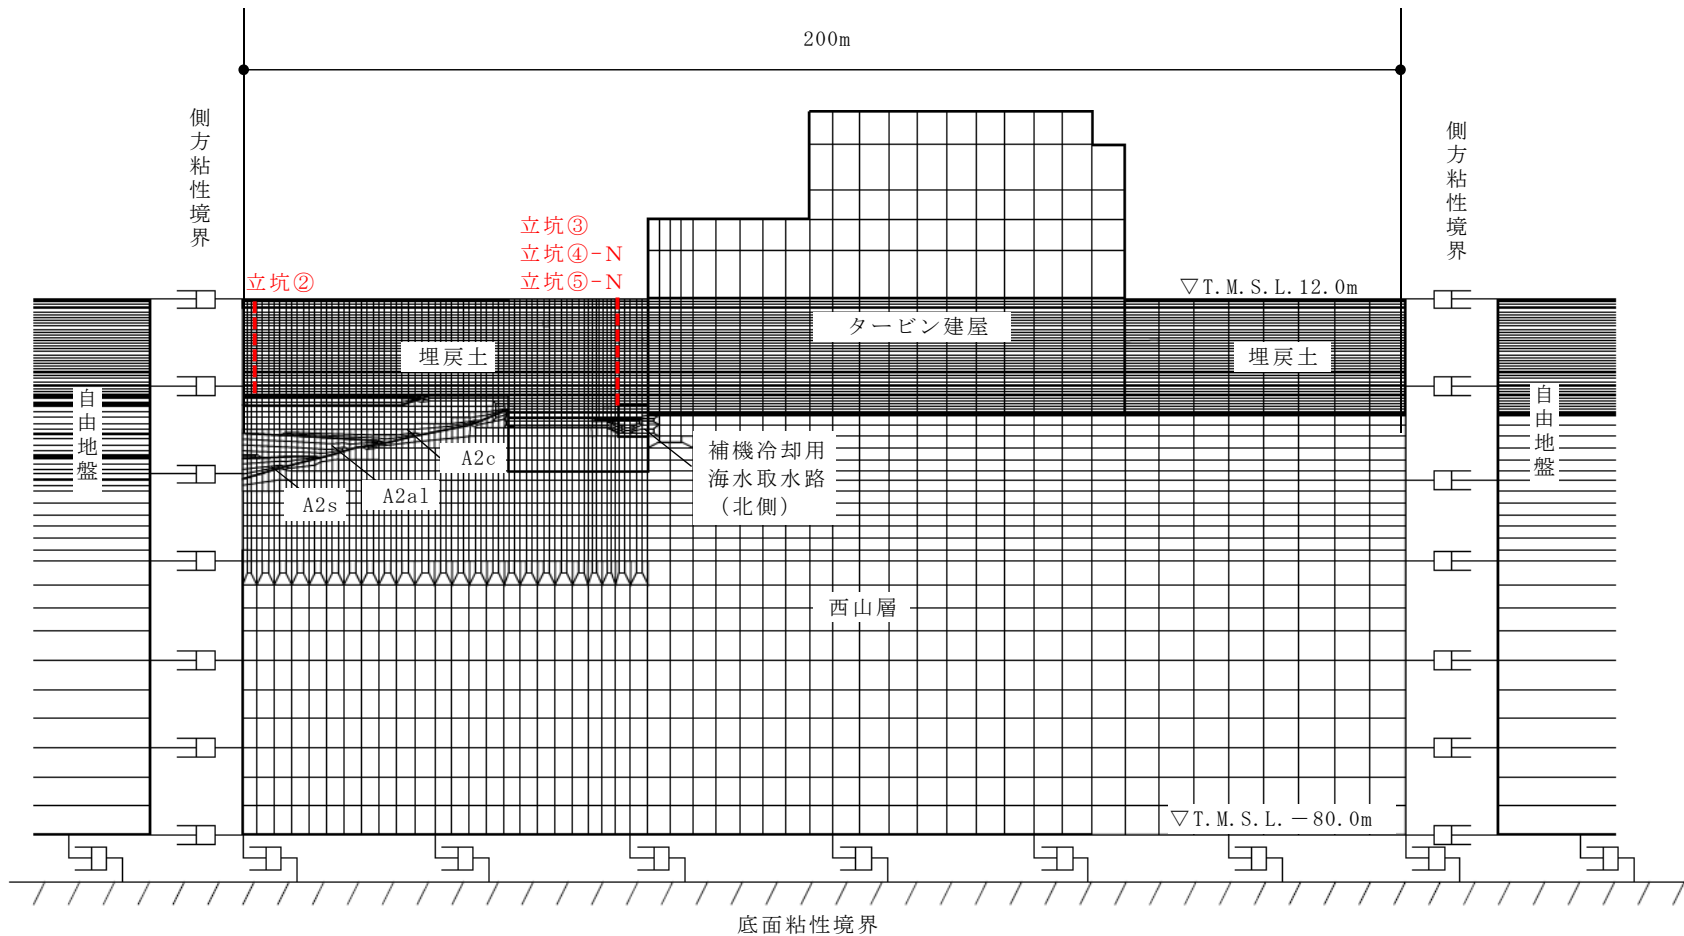 200m
側方粘性境界
側方粘性境界
立坑③
立坑④-N
立坑②
立坑⑤-N
▽T.M.S.L.12.0m
タービン建屋
埋戻土
埋戻土
自由地盤
自由地盤
A2c
A2al
A2s
補機冷却用
海水取水路
（北側）
西山層
▽T.M.S.L.－80.0m
底面粘性境界